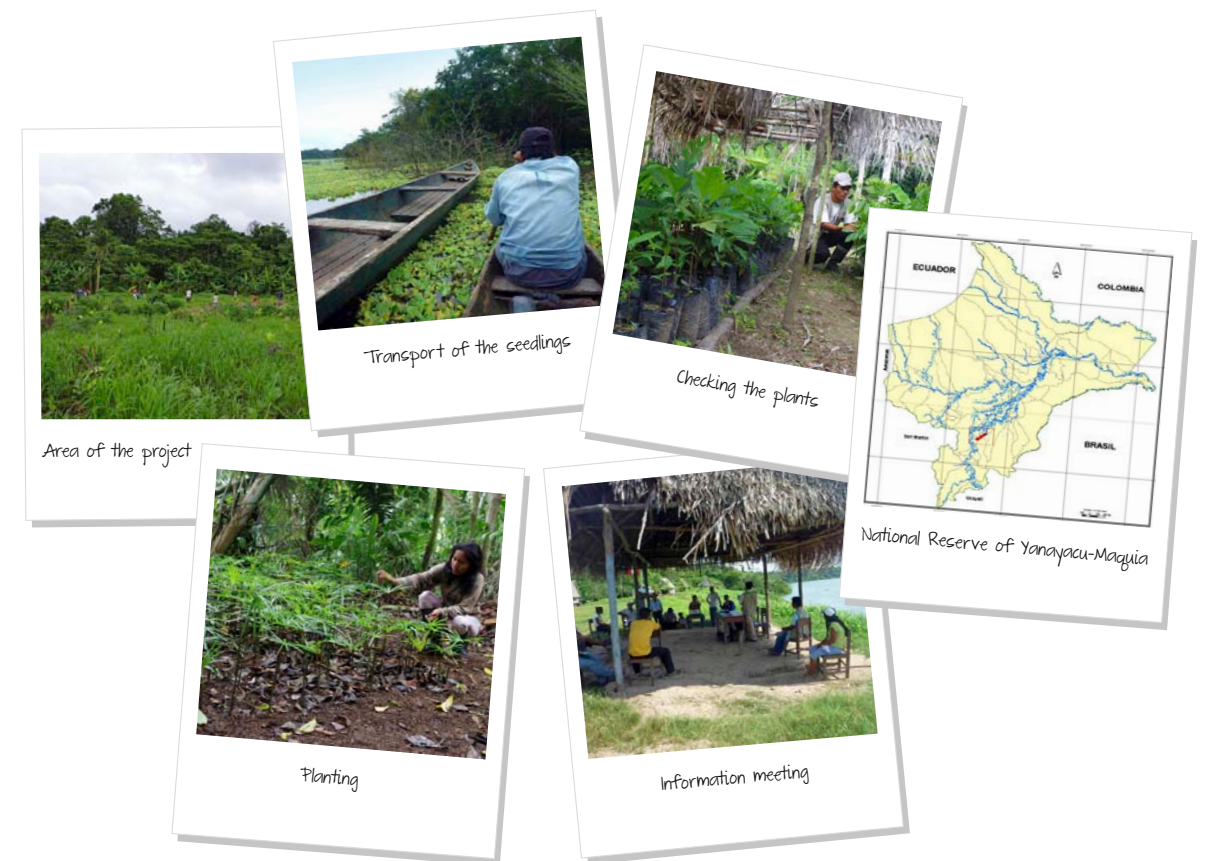 Transport of the seedlings
Checking the plants
ECUADOR
COLOMBIA
BRASIL
National Reserve of Yanayacu-Maquia
Area of the project
Planting
Information meeting